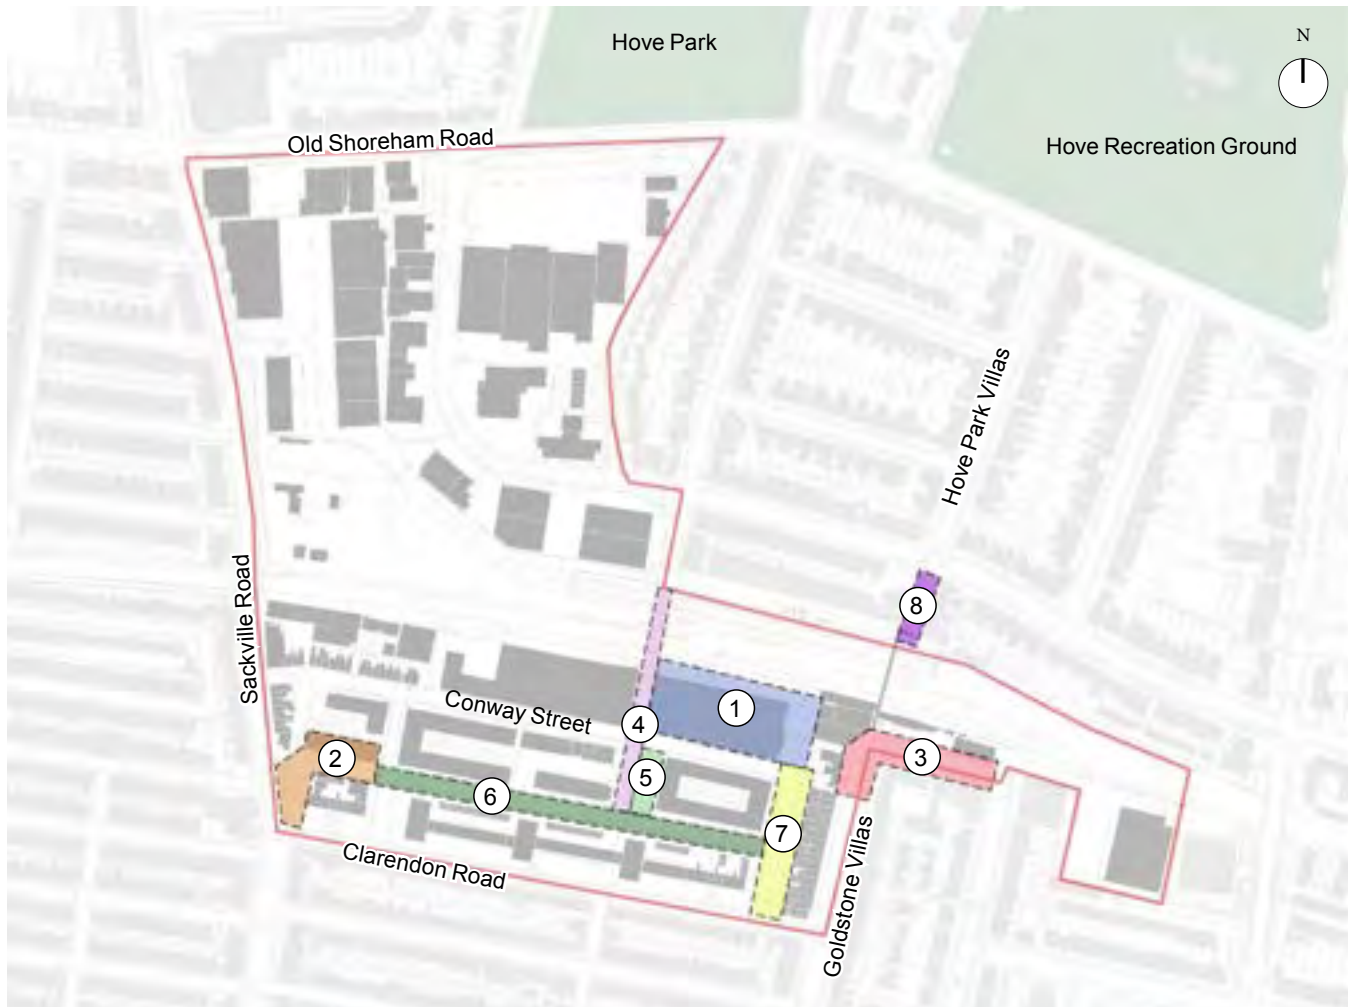 Hove Park
N
Old Shoreham Road
Hove Recreation Ground
Hove Park Villas
Sackville Road
8
Conway Street
1
4
2
3
5
6
7
Clarendon Road
Goldstone Villas